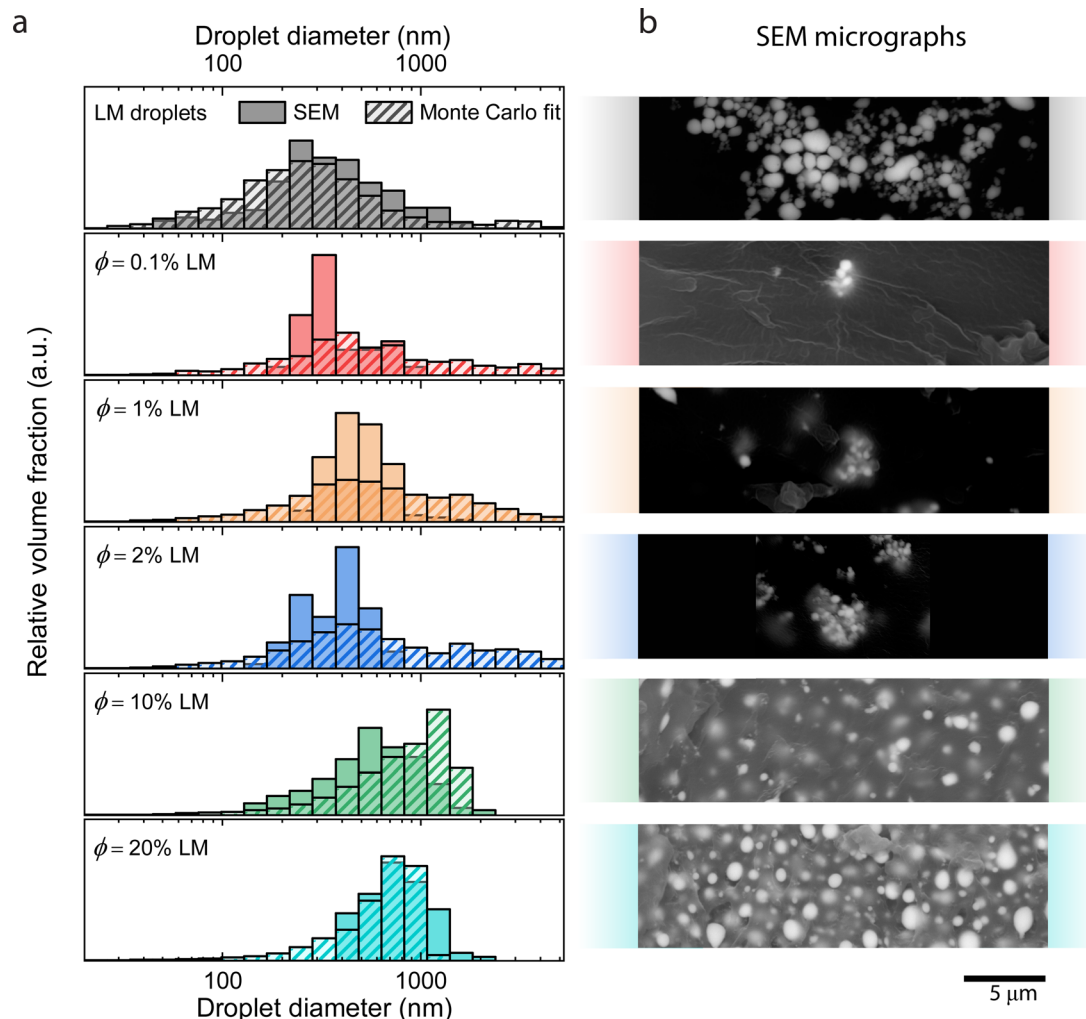 a
Droplet diameter (nm)
100 1000
LM droplets SEM Monte Carlo fit
ϕ = 0.1% LM
ϕ = 1% LM
ϕ = 2% LM
ϕ = 10% LM
ϕ = 20% LM
Relative volume fraction (a.u.)
100 1000
Droplet diameter (nm)
b
SEM micrographs
5 μm